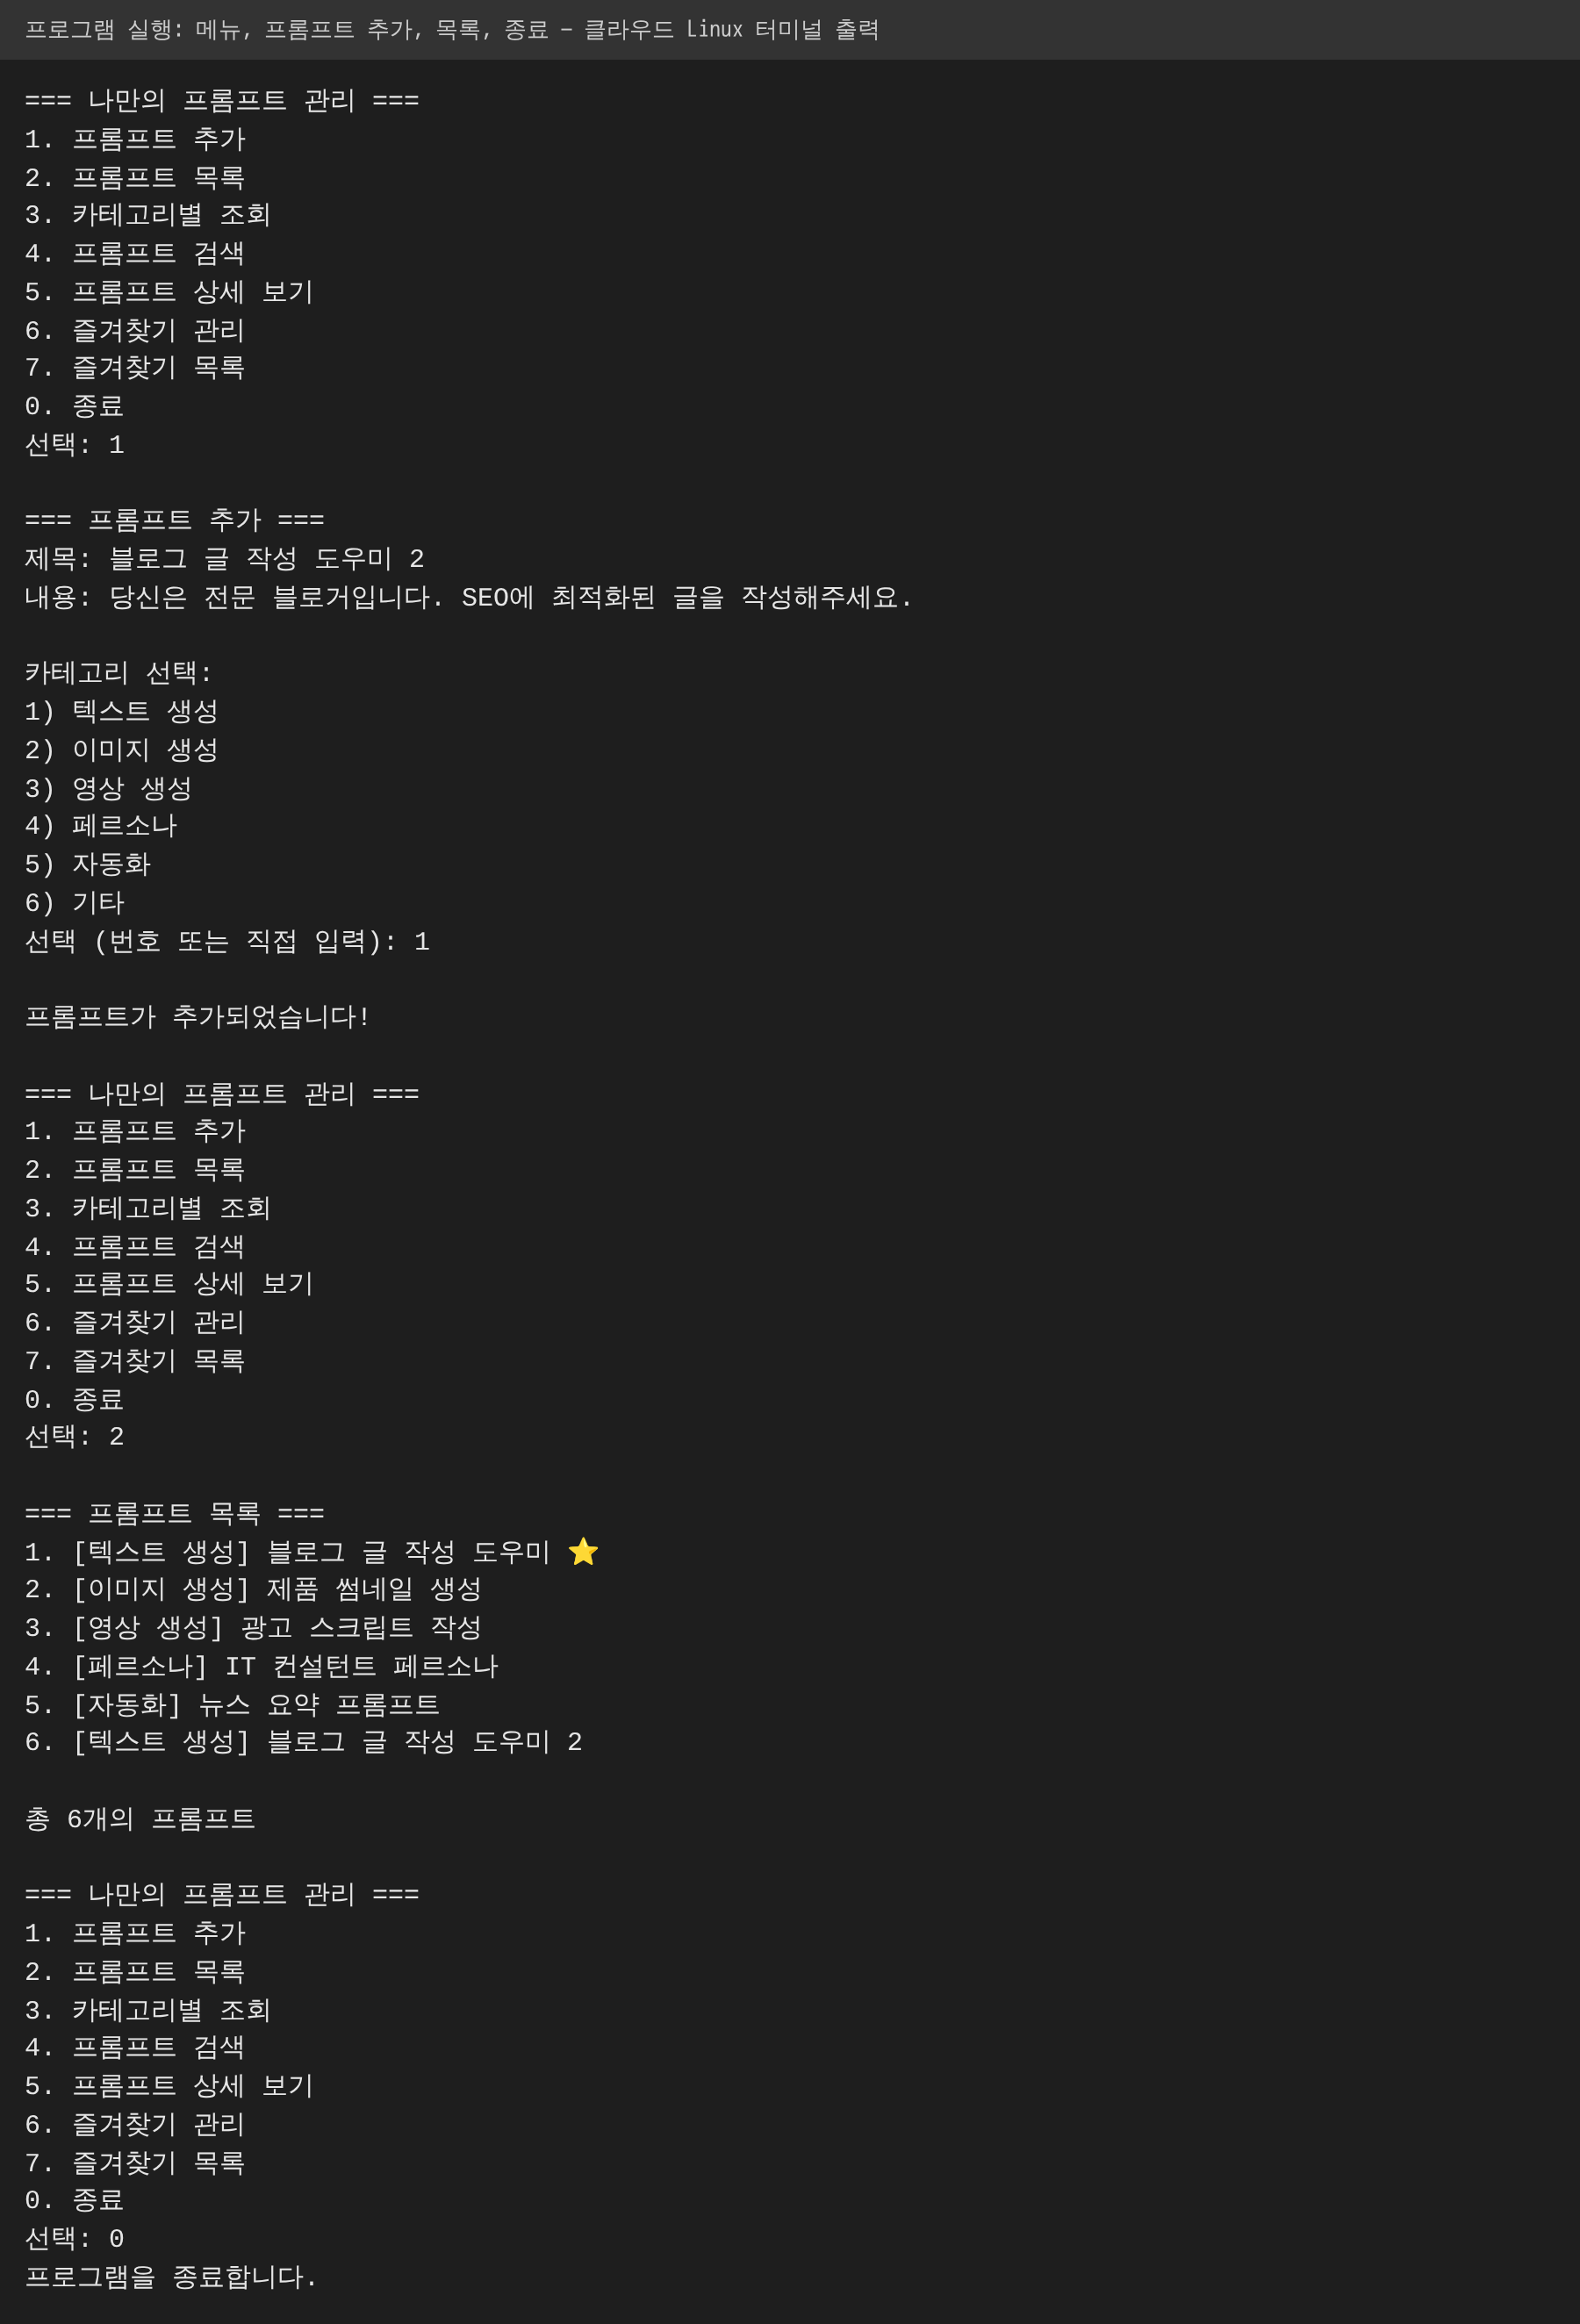 프로그램 실행: 메뉴, 프롬프트 추가, 목록, 종료 – 클라우드 Linux 터미널 출력
=== 나만의 프롬프트 관리 ===
1. 프롬프트 추가
2. 프롬프트 목록
3. 카테고리별 조회
4. 프롬프트 검색
5. 프롬프트 상세 보기
6. 즐겨찾기 관리
7. 즐겨찾기 목록
0. 종료
선택: 1
=== 프롬프트 추가 ===
제목: 블로그 글 작성 도우미 2
내용: 당신은 전문 블로거입니다. SEO에 최적화된 글을 작성해주세요.
카테고리 선택:
1) 텍스트 생성
2) 이미지 생성
3) 영상 생성
4) 페르소나
5) 자동화
6) 기타
선택 (번호 또는 직접 입력): 1
프롬프트가 추가되었습니다!
=== 나만의 프롬프트 관리 ===
1. 프롬프트 추가
2. 프롬프트 목록
3. 카테고리별 조회
4. 프롬프트 검색
5. 프롬프트 상세 보기
6. 즐겨찾기 관리
7. 즐겨찾기 목록
0. 종료
선택: 2
=== 프롬프트 목록 ===
1. [텍스트 생성] 블로그 글 작성 도우미 ⭐
2. [이미지 생성] 제품 썸네일 생성
3. [영상 생성] 광고 스크립트 작성
4. [페르소나] IT 컨설턴트 페르소나
5. [자동화] 뉴스 요약 프롬프트
6. [텍스트 생성] 블로그 글 작성 도우미 2
총 6개의 프롬프트
=== 나만의 프롬프트 관리 ===
1. 프롬프트 추가
2. 프롬프트 목록
3. 카테고리별 조회
4. 프롬프트 검색
5. 프롬프트 상세 보기
6. 즐겨찾기 관리
7. 즐겨찾기 목록
0. 종료
선택: 0
프로그램을 종료합니다.